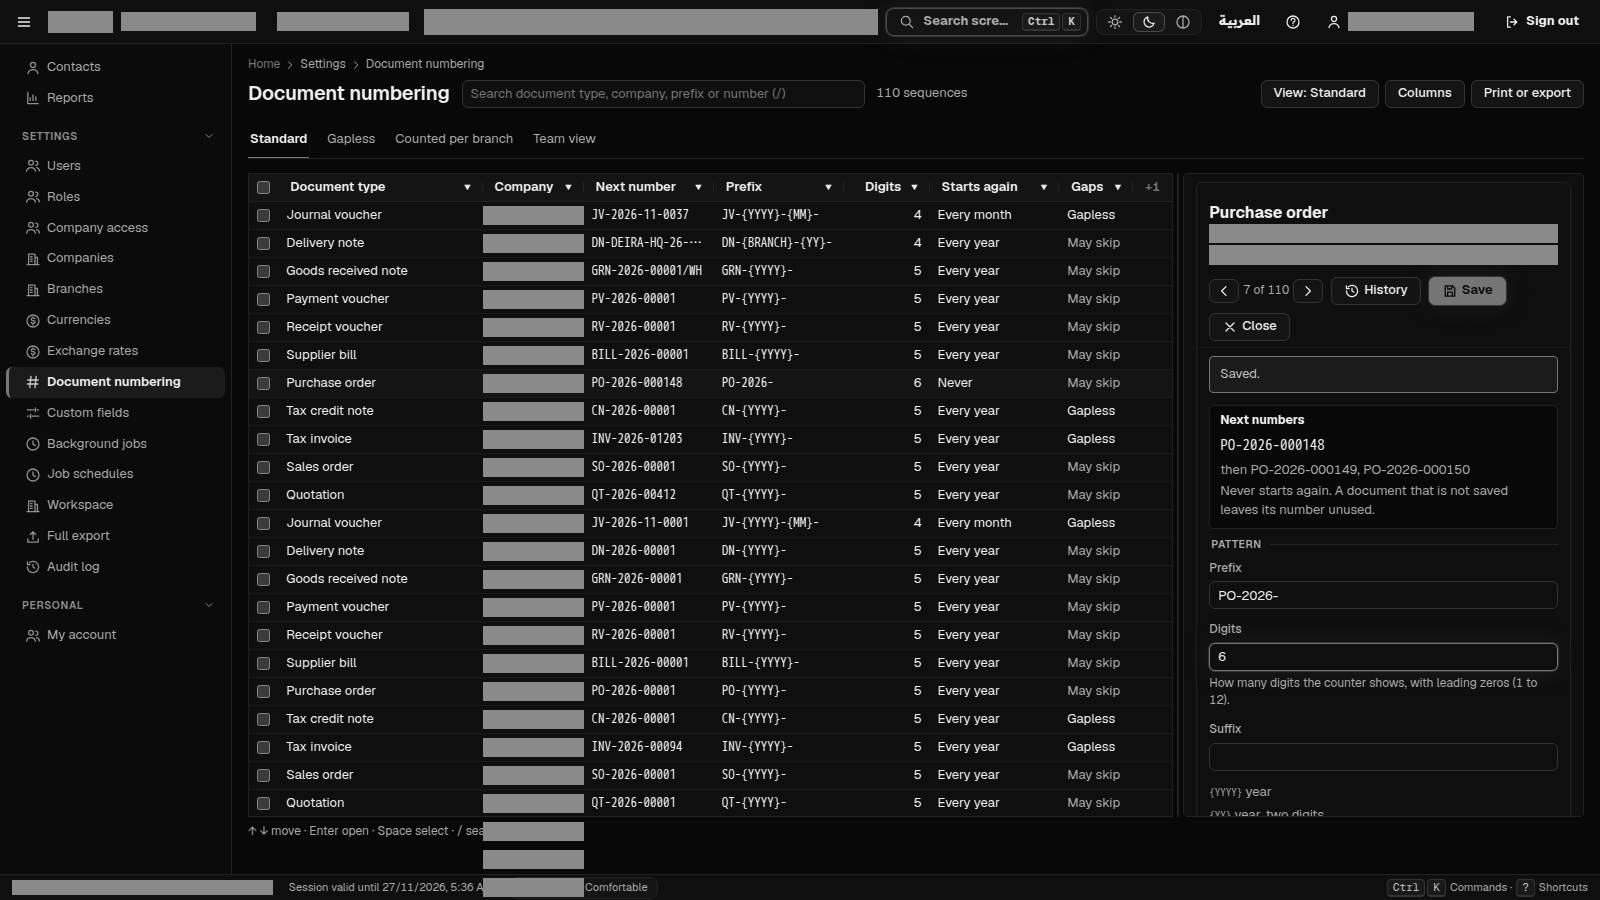 Search scre... Ctrl K
العربية
Sign out
Contacts
Reports
SETTINGS
Users
Roles
Company access
Companies
Branches
Currencies
Exchange rates
Document numbering
Custom fields
Background jobs
Job schedules
Workspace
Full export
Audit log
PERSONAL
My account
Home > Settings > Document numbering
Document numbering
Search document type, company, prefix or number (/)
110 sequences
View: Standard
Columns
Print or export
Standard Gapless Counted per branch Team view
Document type Company Next number Prefix Digits Starts again Gaps +1
Journal voucher JV-2026-11-0037 JV-{YYYY}-{MM}- 4 Every month Gapless
Delivery note DN-DEIRA-HQ-26-··· DN-{BRANCH}-{YY}- 4 Every year May skip
Goods received note GRN-2026-00001/WH GRN-{YYYY}- 5 Every year May skip
Payment voucher PV-2026-00001 PV-{YYYY}- 5 Every year May skip
Receipt voucher RV-2026-00001 RV-{YYYY}- 5 Every year May skip
Supplier bill BILL-2026-00001 BILL-{YYYY}- 5 Every year May skip
Purchase order PO-2026-000148 PO-2026- 6 Never May skip
Tax credit note CN-2026-00001 CN-{YYYY}- 5 Every year Gapless
Tax invoice INV-2026-01203 INV-{YYYY}- 5 Every year Gapless
Sales order SO-2026-00001 SO-{YYYY}- 5 Every year May skip
Quotation QT-2026-00412 QT-{YYYY}- 5 Every year May skip
Journal voucher JV-2026-11-0001 JV-{YYYY}-{MM}- 4 Every month Gapless
Delivery note DN-2026-00001 DN-{YYYY}- 5 Every year May skip
Goods received note GRN-2026-00001 GRN-{YYYY}- 5 Every year May skip
Payment voucher PV-2026-00001 PV-{YYYY}- 5 Every year May skip
Receipt voucher RV-2026-00001 RV-{YYYY}- 5 Every year May skip
Supplier bill BILL-2026-00001 BILL-{YYYY}- 5 Every year May skip
Purchase order PO-2026-00001 PO-{YYYY}- 5 Every year May skip
Tax credit note CN-2026-00001 CN-{YYYY}- 5 Every year Gapless
Tax invoice INV-2026-00094 INV-{YYYY}- 5 Every year Gapless
Sales order SO-2026-00001 SO-{YYYY}- 5 Every year May skip
Quotation QT-2026-00001 QT-{YYYY}- 5 Every year May skip
↑↓ move · Enter open · Space select · /
Purchase order
7 of 110
History
Save
Close
Saved.
Next numbers
PO-2026-000148
then PO-2026-000149, PO-2026-000150
Never starts again. A document that is not saved
leaves its number unused.
PATTERN
Prefix
PO-2026-
Digits
6
How many digits the counter shows, with leading zeros (1 to
12).
Suffix
{YYYY} year
{YY} year, two digits
Session valid until 27/11/2026, 5:36
Comfortable
Ctrl K Commands · ? Shortcuts